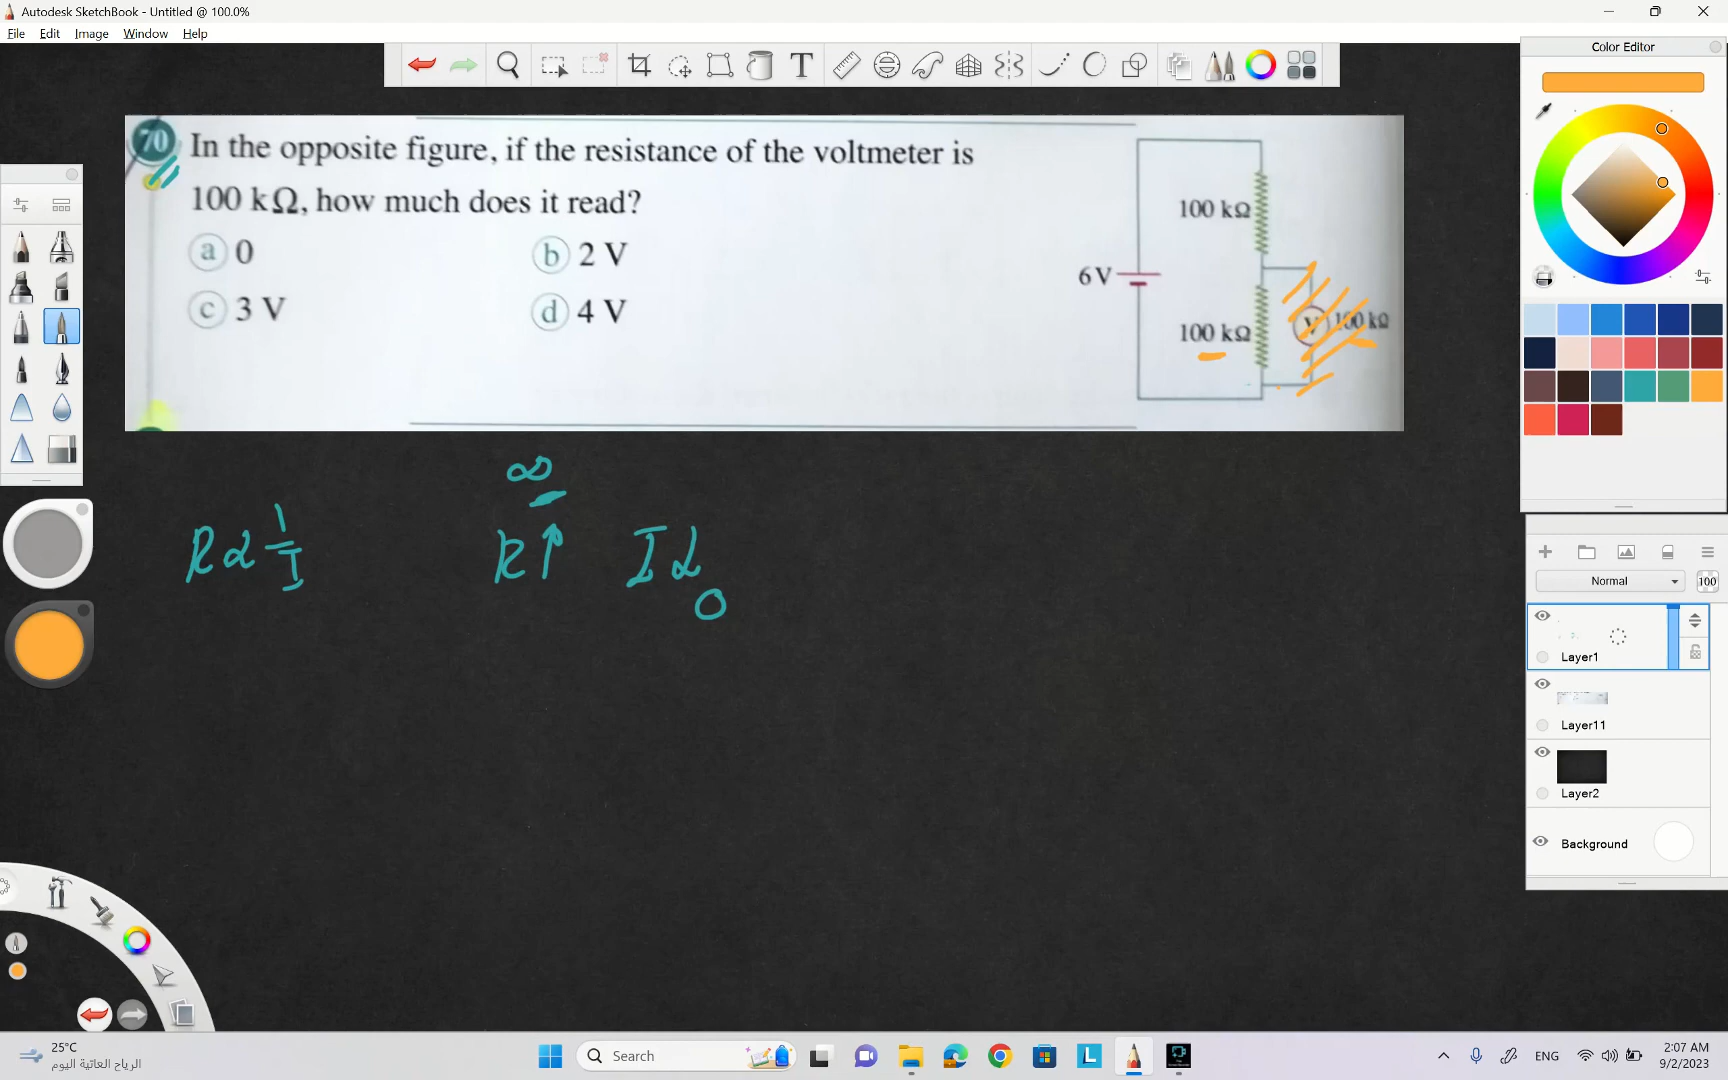 Autodesk SketchBook - Untitled @ 100.0%
File Edit Image Window Help
T
Color Editor
70 In the opposite figure, if the resistance of the voltmeter is
100 kΩ, how much does it read?
a 0
b 2 V
c 3 V
d 4 V
100 kΩ
6V
100 kΩ
V 100 kΩ
∞
R α 1/I
R↑ I↓
0
Normal
100
Layer1
Layer11
Layer2
Background
25°C
الرياح العاتية اليوم
Search
L
ENG
2:07 AM
9/2/2023